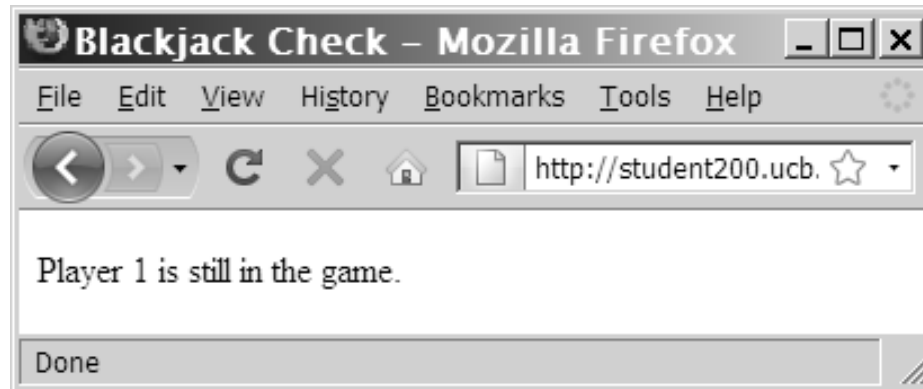 Blackjack Check – Mozilla Firefox
File Edit View History Bookmarks Tools Help
http://student200.ucb.
Player 1 is still in the game.
Done